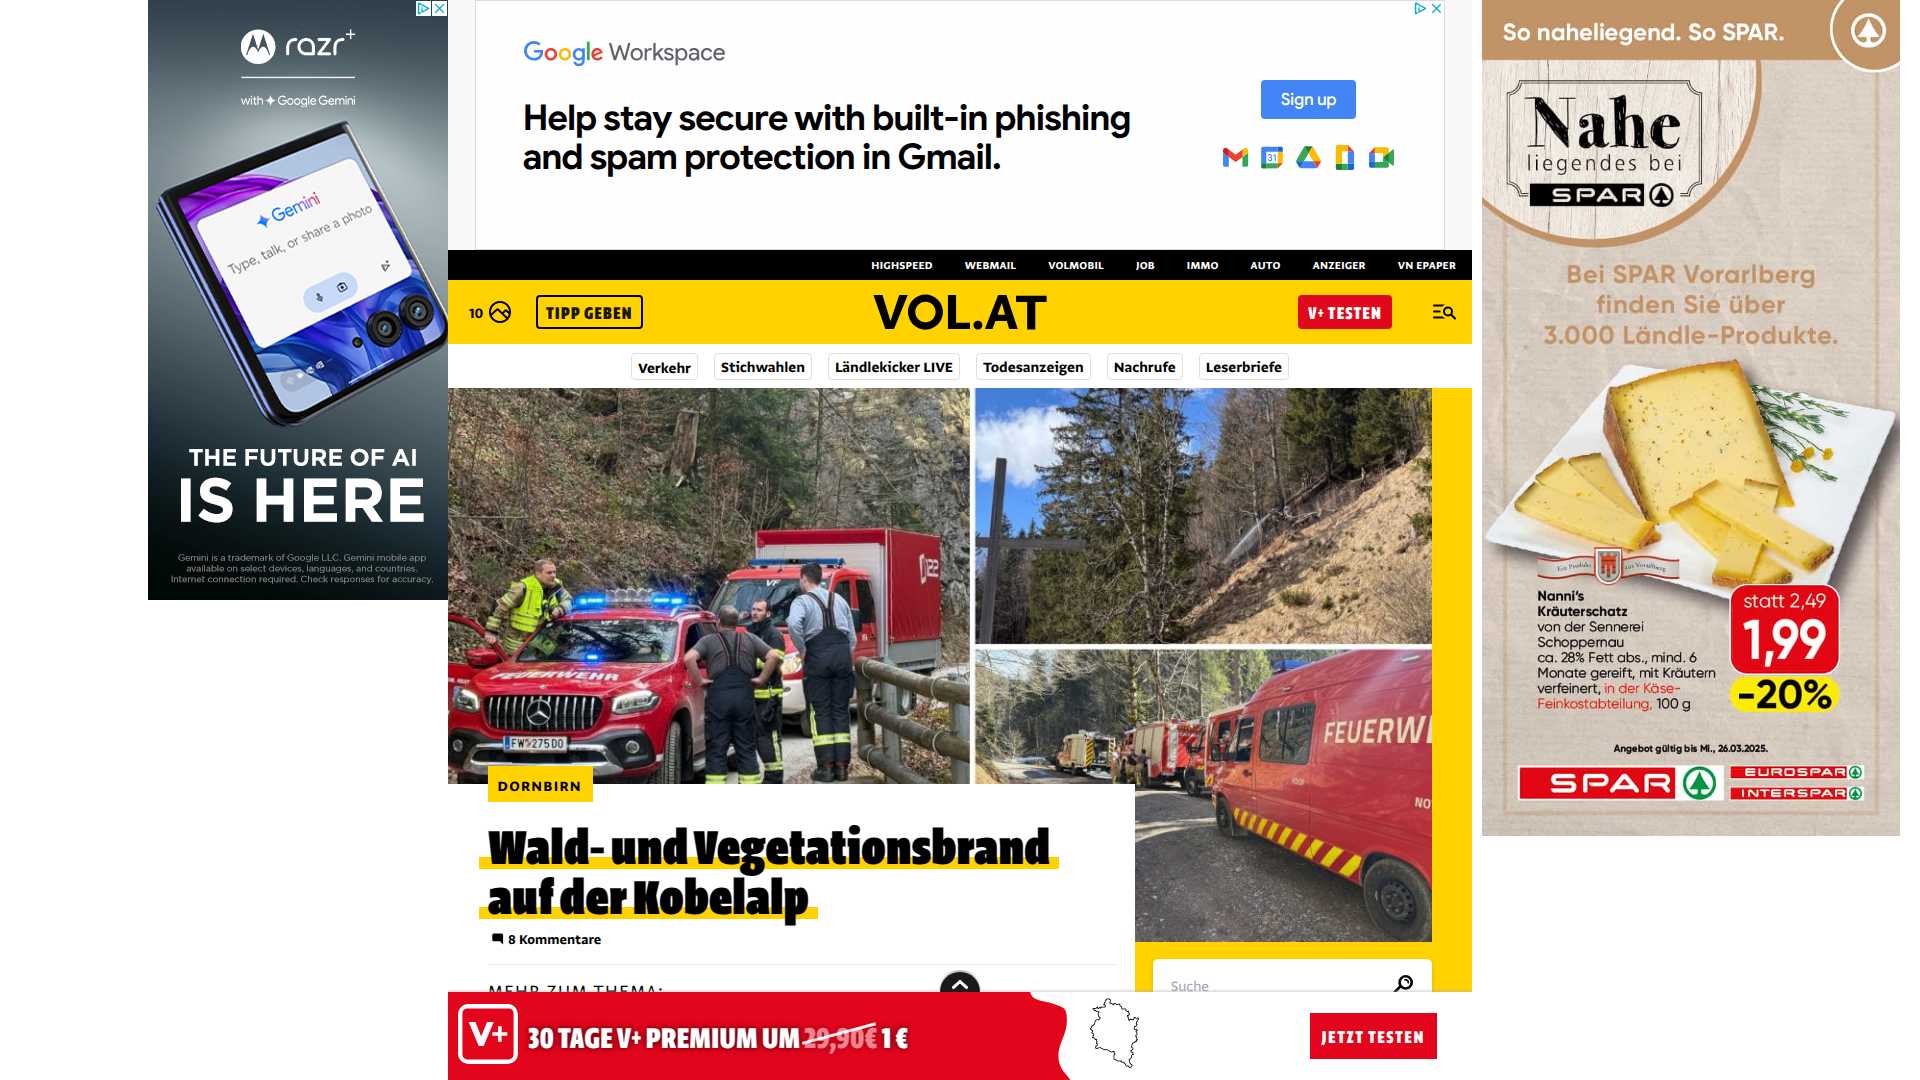 razr+
with Google Gemini
Gemini
Type, talk, or share a photo
THE FUTURE OF AI
IS HERE
Gemini is a trademark of Google LLC. Gemini mobile app
available on select devices, languages, and countries.
Internet connection required. Check responses for accuracy.
Google Workspace
Help stay secure with built-in phishing
and spam protection in Gmail.
Sign up
31
HIGHSPEED WEBMAIL VOLMOBIL JOB IMMO AUTO ANZEIGER VN EPAPER
10
TIPP GEBEN
VOL.AT
V+ TESTEN
Verkehr Stichwahlen Ländlekicker LIVE Todesanzeigen Nachrufe Leserbriefe
VF
FEUERWEHR
FW 275DO
FEUERW
DORNBIRN
Wald- und Vegetationsbrand
auf der Kobelalp
8 Kommentare
MEHR ZUM THEMA:
Suche
V+
30 TAGE V+ PREMIUM UM 29,90€ 1 €
JETZT TESTEN
So naheliegend. So SPAR.
Nahe
liegendes bei
SPAR
Bei SPAR Vorarlberg
finden Sie über
3.000 Ländle-Produkte.
Ein Produkt aus Vorarlberg
Nanni's
Kräuterschatz
von der Sennerei
Schoppernau
ca. 28% Fett abs., mind. 6
Monate gereift, mit Kräutern
verfeinert, in der Käse-
Feinkostabteilung, 100 g
statt 2,49
1,99
-20%
Angebot gültig bis Mi., 26.03.2025.
SPAR
EUROSPAR
INTERSPAR